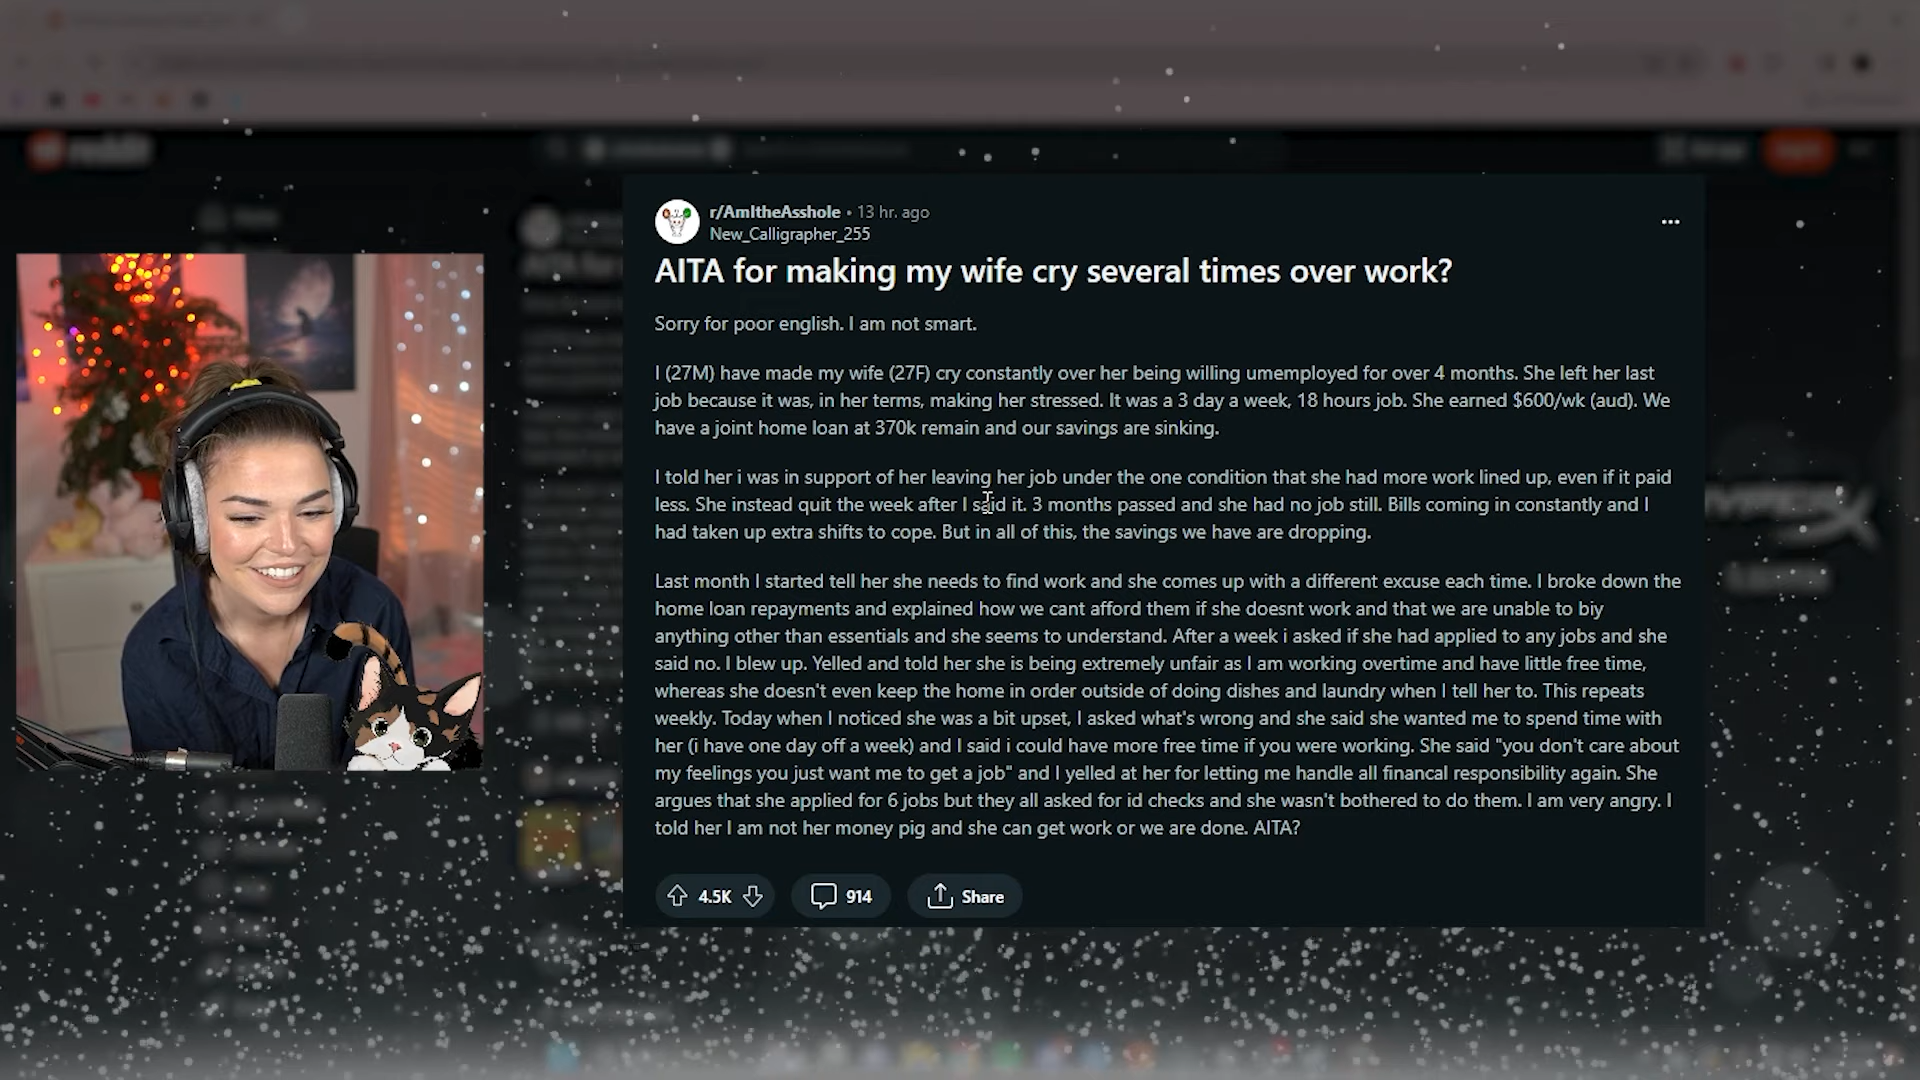 r/AmItheAsshole • 13 hr. ago
New_Calligrapher_255
AITA for making my wife cry several times over work?
Sorry for poor english. I am not smart.
I (27M) have made my wife (27F) cry constantly over her being willing umemployed for over 4 months. She left her last
job because it was, in her terms, making her stressed. It was a 3 day a week, 18 hours job. She earned $600/wk (aud). We
have a joint home loan at 370k remain and our savings are sinking.
I told her i was in support of her leaving her job under the one condition that she had more work lined up, even if it paid
less. She instead quit the week after I said it. 3 months passed and she had no job still. Bills coming in constantly and I
had taken up extra shifts to cope. But in all of this, the savings we have are dropping.
Last month I started tell her she needs to find work and she comes up with a different excuse each time. I broke down the
home loan repayments and explained how we cant afford them if she doesnt work and that we are unable to biy
anything other than essentials and she seems to understand. After a week i asked if she had applied to any jobs and she
said no. I blew up. Yelled and told her she is being extremely unfair as I am working overtime and have little free time,
whereas she doesn't even keep the home in order outside of doing dishes and laundry when I tell her to. This repeats
weekly. Today when I noticed she was a bit upset, I asked what's wrong and she said she wanted me to spend time with
her (i have one day off a week) and I said i could have more free time if you were working. She said "you don't care about
my feelings you just want me to get a job" and I yelled at her for letting me handle all financal responsibility again. She
argues that she applied for 6 jobs but they all asked for id checks and she wasn't bothered to do them. I am very angry. I
told her I am not her money pig and she can get work or we are done. AITA?
4.5K 914 Share
reddit